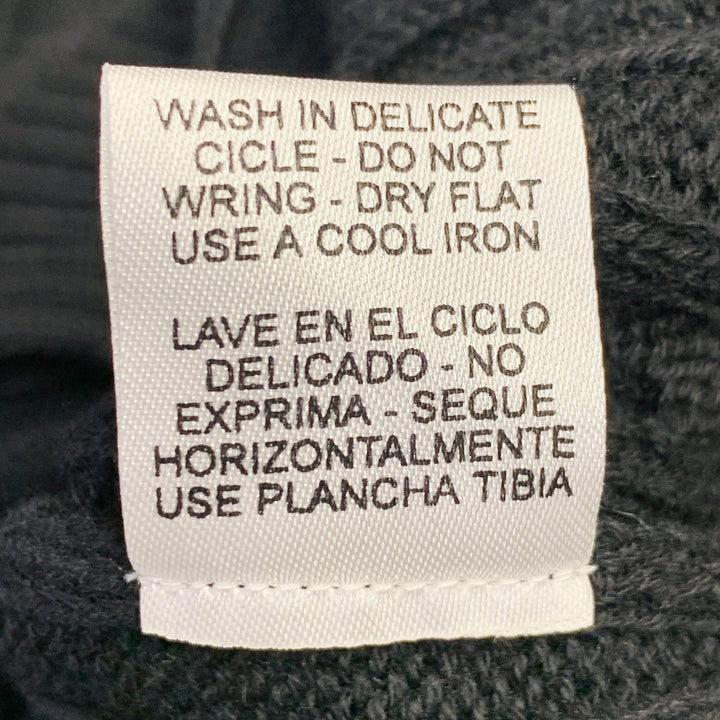 WASH IN DELICATE
CICLE - DO NOT
WRING - DRY FLAT
USE A COOL IRON
LAVE EN EL CICLO
DELICADO - NO
EXPRIMA - SEQUE
HORIZONTALMENTE
USE PLANCHA TIBIA